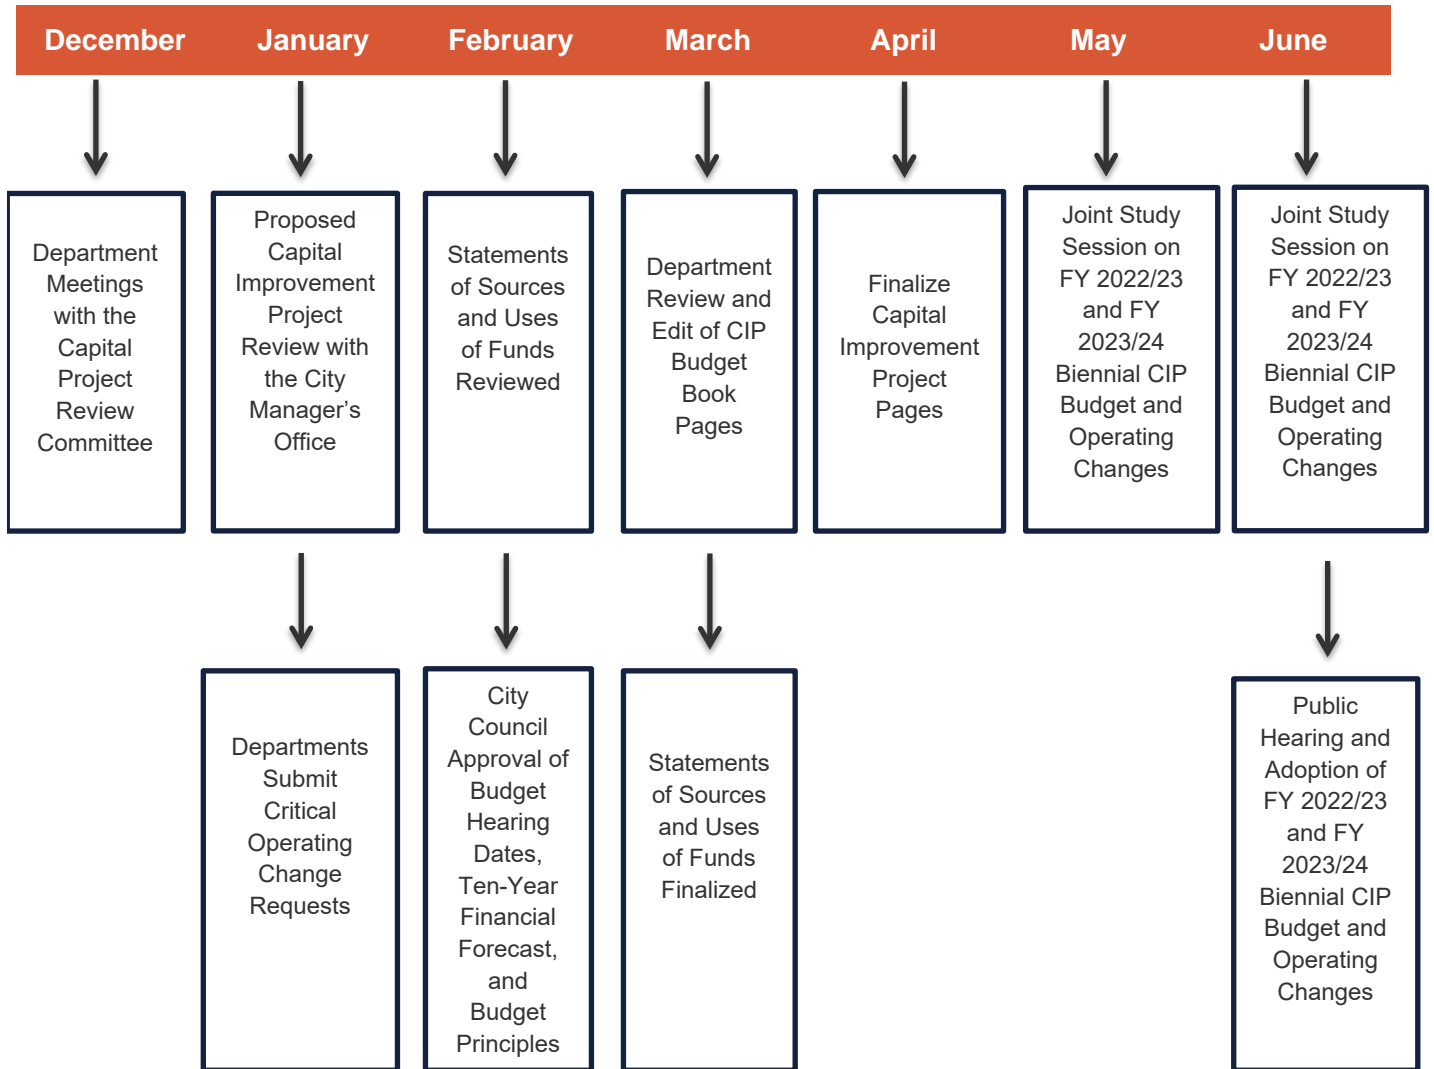 December January February March April May June
Department
Meetings
with the
Capital
Project
Review
Committee
Proposed
Capital
Improvement
Project
Review with
the City
Manager’s
Office
Statements
of Sources
and Uses
of Funds
Reviewed
Department
Review and
Edit of CIP
Budget
Book
Pages
Finalize
Capital
Improvement
Project
Pages
Joint Study
Session on
FY 2022/23
and FY
2023/24
Biennial CIP
Budget and
Operating
Changes
Joint Study
Session on
FY 2022/23
and FY
2023/24
Biennial CIP
Budget and
Operating
Changes
Departments
Submit
Critical
Operating
Change
Requests
City
Council
Approval of
Budget
Hearing
Dates,
Ten-Year
Financial
Forecast,
and
Budget
Principles
Statements
of Sources
and Uses
of Funds
Finalized
Public
Hearing and
Adoption of
FY 2022/23
and FY
2023/24
Biennial CIP
Budget and
Operating
Changes